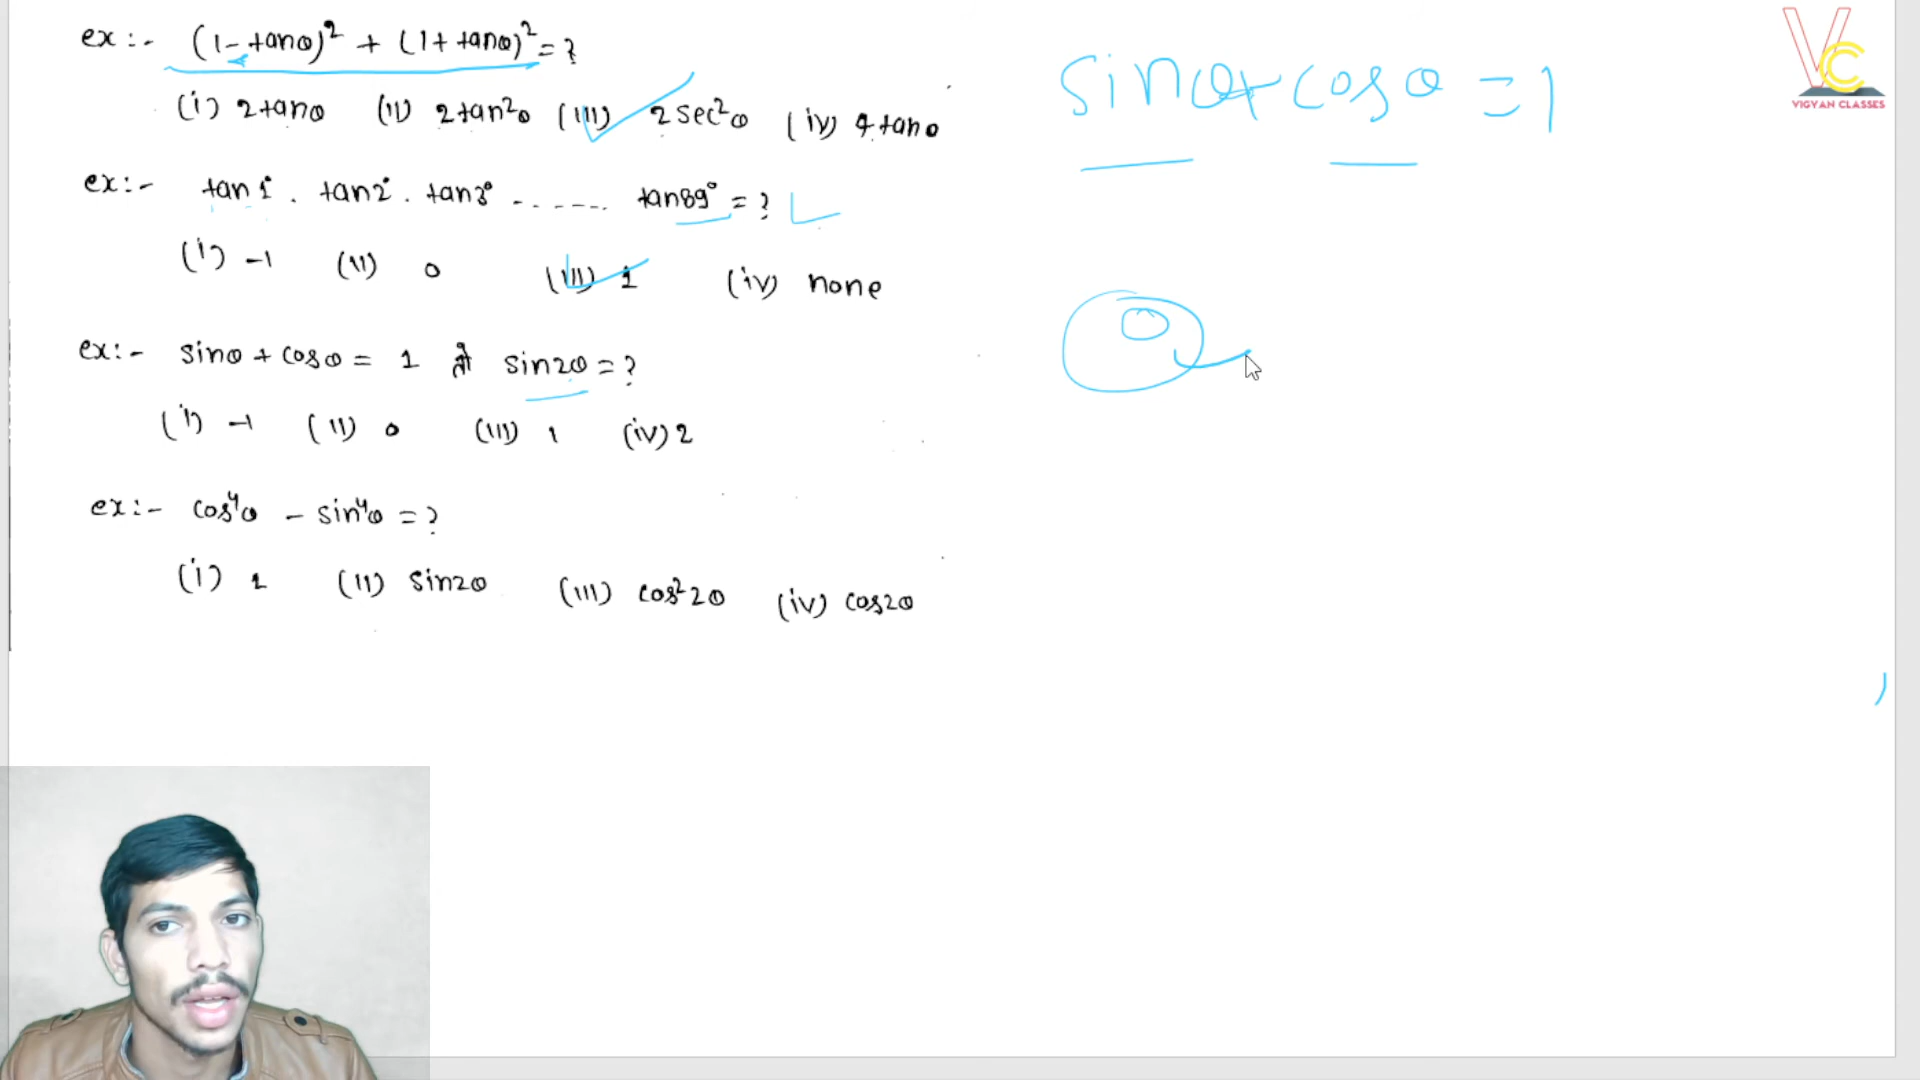 ex:- (1-tanθ)² + (1+tanθ)² = ?
(i) 2tanθ (ii) 2tan²θ (iii) 2sec²θ (iv) 4tanθ
ex:- tan1° . tan2° . tan3° ....... tan89° = ?
(i) -1 (ii) 0 (iii) 1 (iv) none
ex:- sinθ + cosθ = 1 तो sin2θ = ?
(i) -1 (ii) 0 (iii) 1 (iv) 2
ex:- cos⁴θ - sin⁴θ = ?
(i) 1 (ii) sin2θ (iii) cos²2θ (iv) cos2θ
sinθ + cosθ = 1
0
VC
VIGYAN CLASSES